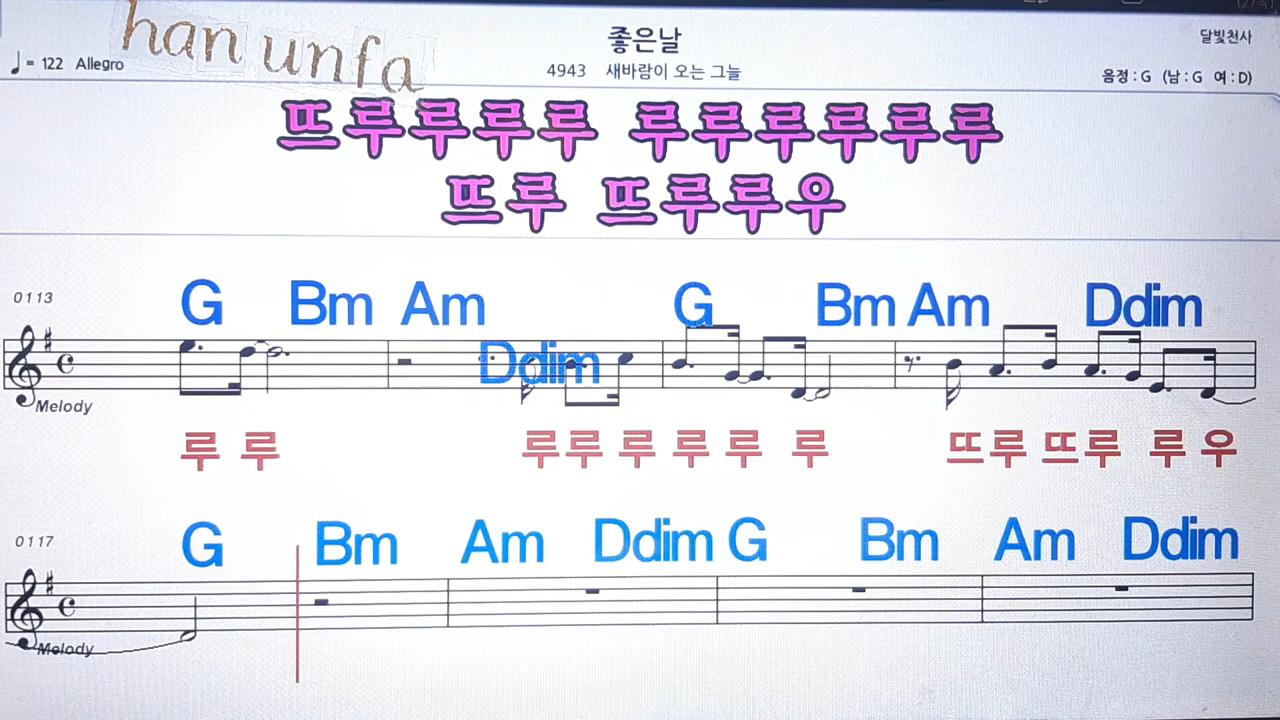 han unfa
좋은날
달빛천사
♩= 122 Allegro
4943 새바람이 오는 그늘
음정 : G (남 : G 여 : D)
뜨루루루루 루루루루루루
뜨루 뜨루루우
0113
G Bm Am Ddim G Bm Am Ddim
Melody
루 루 루루 루 루 루 루 뜨루 뜨루 루 우
0117
G Bm Am Ddim G Bm Am Ddim
Melody